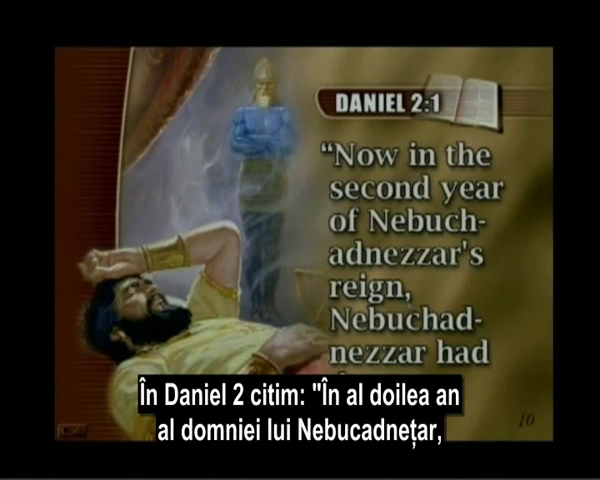 DANIEL 2:1
“Now in the
second year
of Nebuch-
adnezzar's
reign,
Nebuchad-
nezzar had
În Daniel 2 citim: "În al doilea an
al domniei lui Nebucadnețar,
10